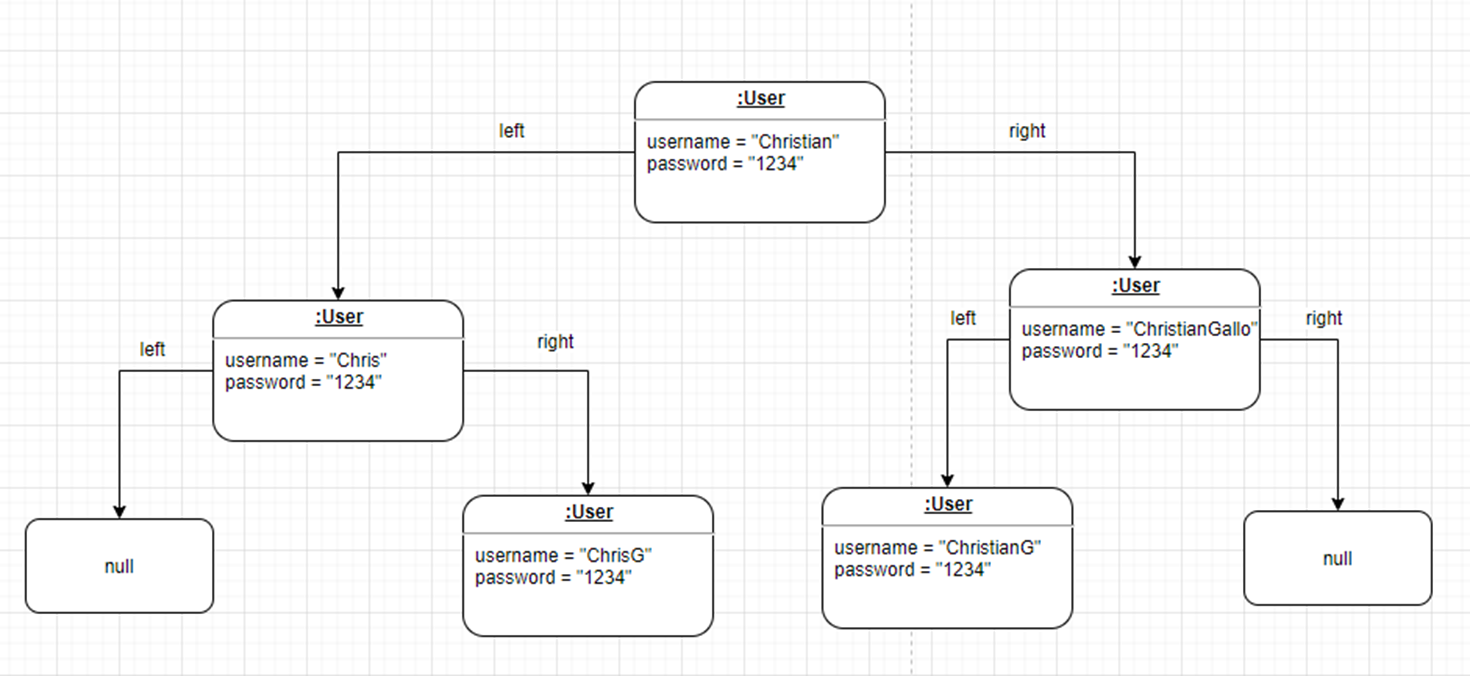 :User
left
right
username = "Christian"
password = "1234"
:User
left
right
username = "ChristianGallo"
password = "1234"
:User
left
right
username = "Chris"
password = "1234"
:User
username = "ChrisG"
password = "1234"
:User
username = "ChristianG"
password = "1234"
null
null